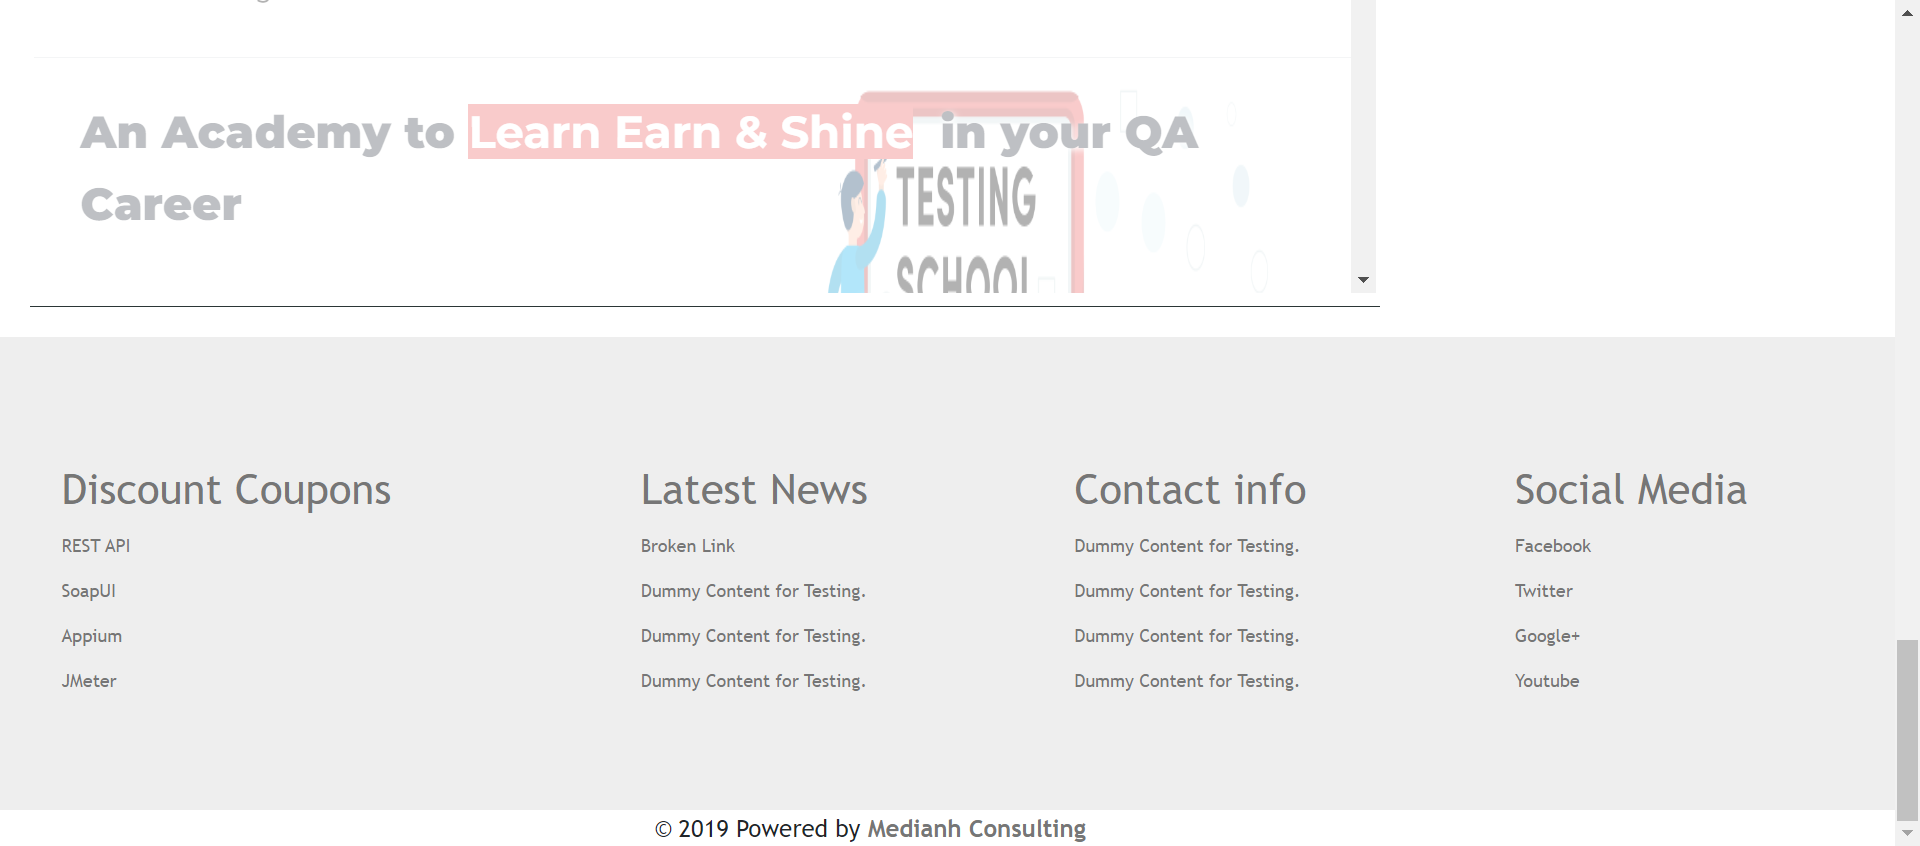 An Academy to Learn Earn & Shine in your QA
Career
TESTING
SCHOOL
Discount Coupons
REST API
SoapUI
Appium
JMeter
Latest News
Broken Link
Dummy Content for Testing.
Dummy Content for Testing.
Dummy Content for Testing.
Contact info
Dummy Content for Testing.
Dummy Content for Testing.
Dummy Content for Testing.
Dummy Content for Testing.
Social Media
Facebook
Twitter
Google+
Youtube
© 2019 Powered by Medianh Consulting